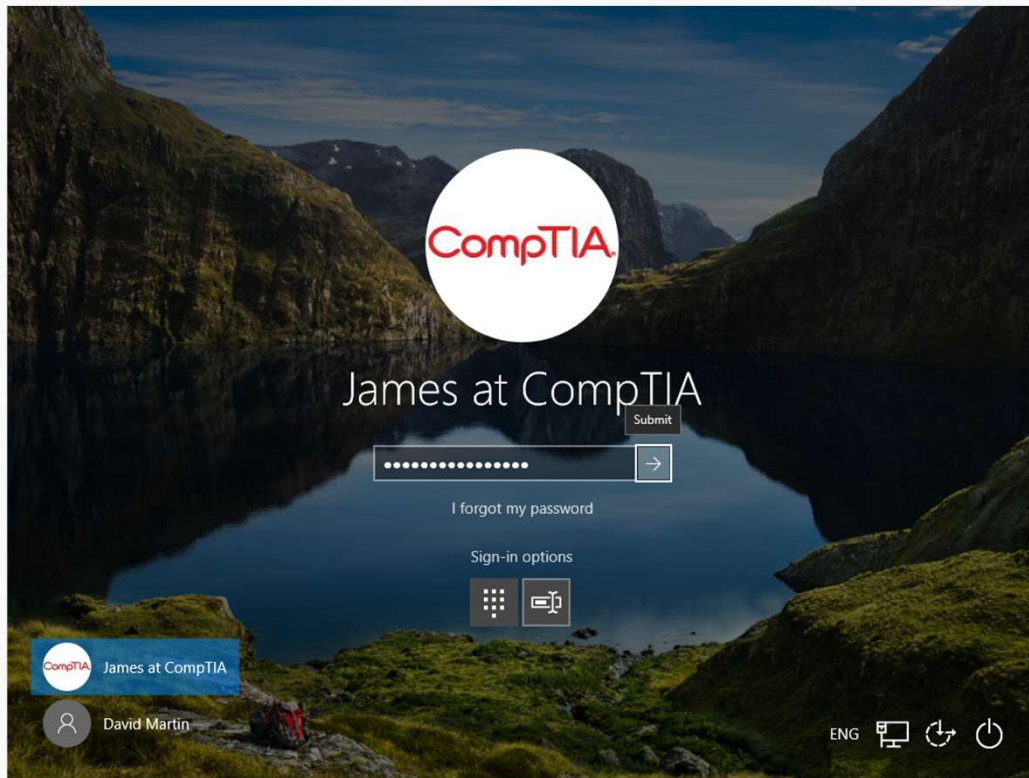 CompTIA
James at CompTIA
Submit
••••••••••••••••
I forgot my password
Sign-in options
CompTIA James at CompTIA
David Martin
ENG